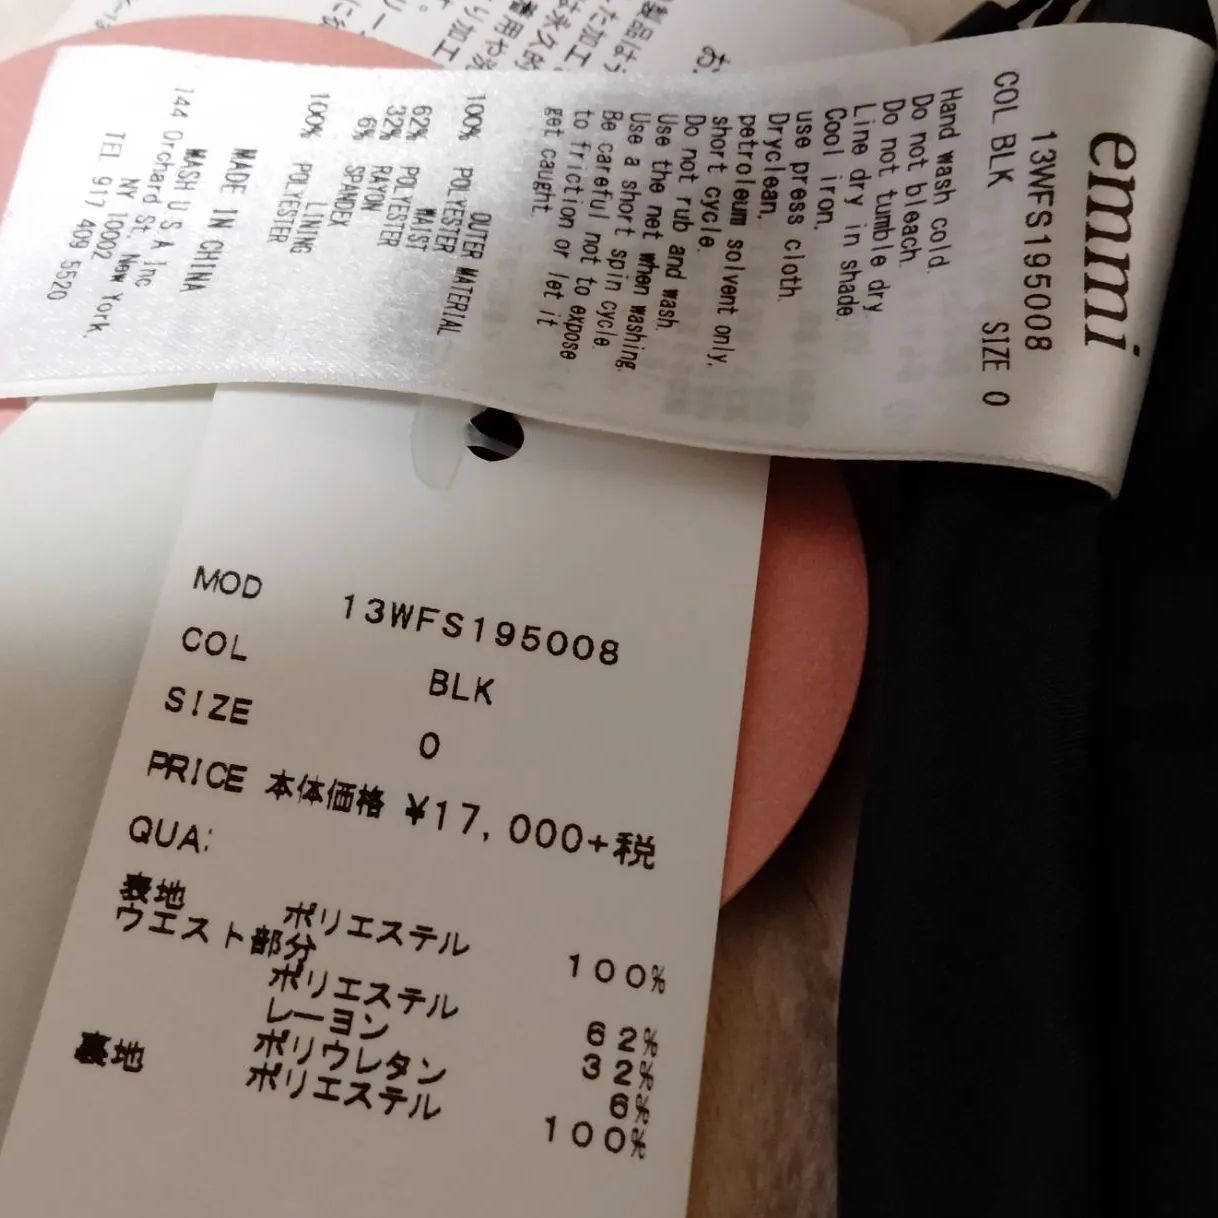 emmi
13WFS195008
COL BLK SIZE 0
Hand wash cold.
Do not bleach.
Do not tumble dry
Line dry in shade
Cool iron,
use press cloth.
Dryclean,
petroleum solvent only,
short cycle.
Do not rub and wash.
Use the net when washing.
Use a short spin cycle.
Be careful not to expose
to friction or let it
get caught.
OUTER MATERIAL
100% POLYESTER
WAIST
62% POLYESTER
32% RAYON
6% SPANDEX
LINING
100% POLYESTER
MADE IN CHINA
WASH U S A Inc
144 Orchard St. New York,
NY 10002
TEL 917 409 5520
MOD 13WFS195008
COL BLK
SIZE 0
PRICE 本体価格 ¥17,000+税
QUA:
表地 ポリエステル 100%
ウエスト部分
ポリエステル 62%
レーヨン 32%
ポリウレタン 6%
裏地 ポリエステル 100%